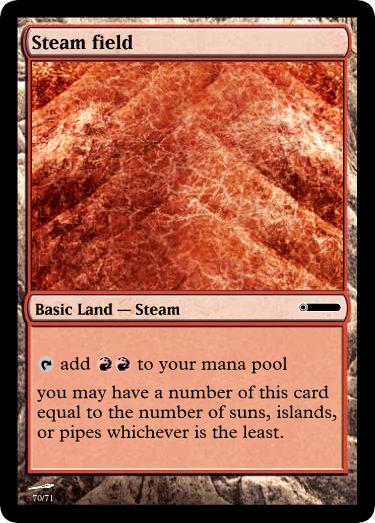 Steam field
Basic Land — Steam
add to your mana pool
you may have a number of this card
equal to the number of suns, islands,
or pipes whichever is the least.
70/71